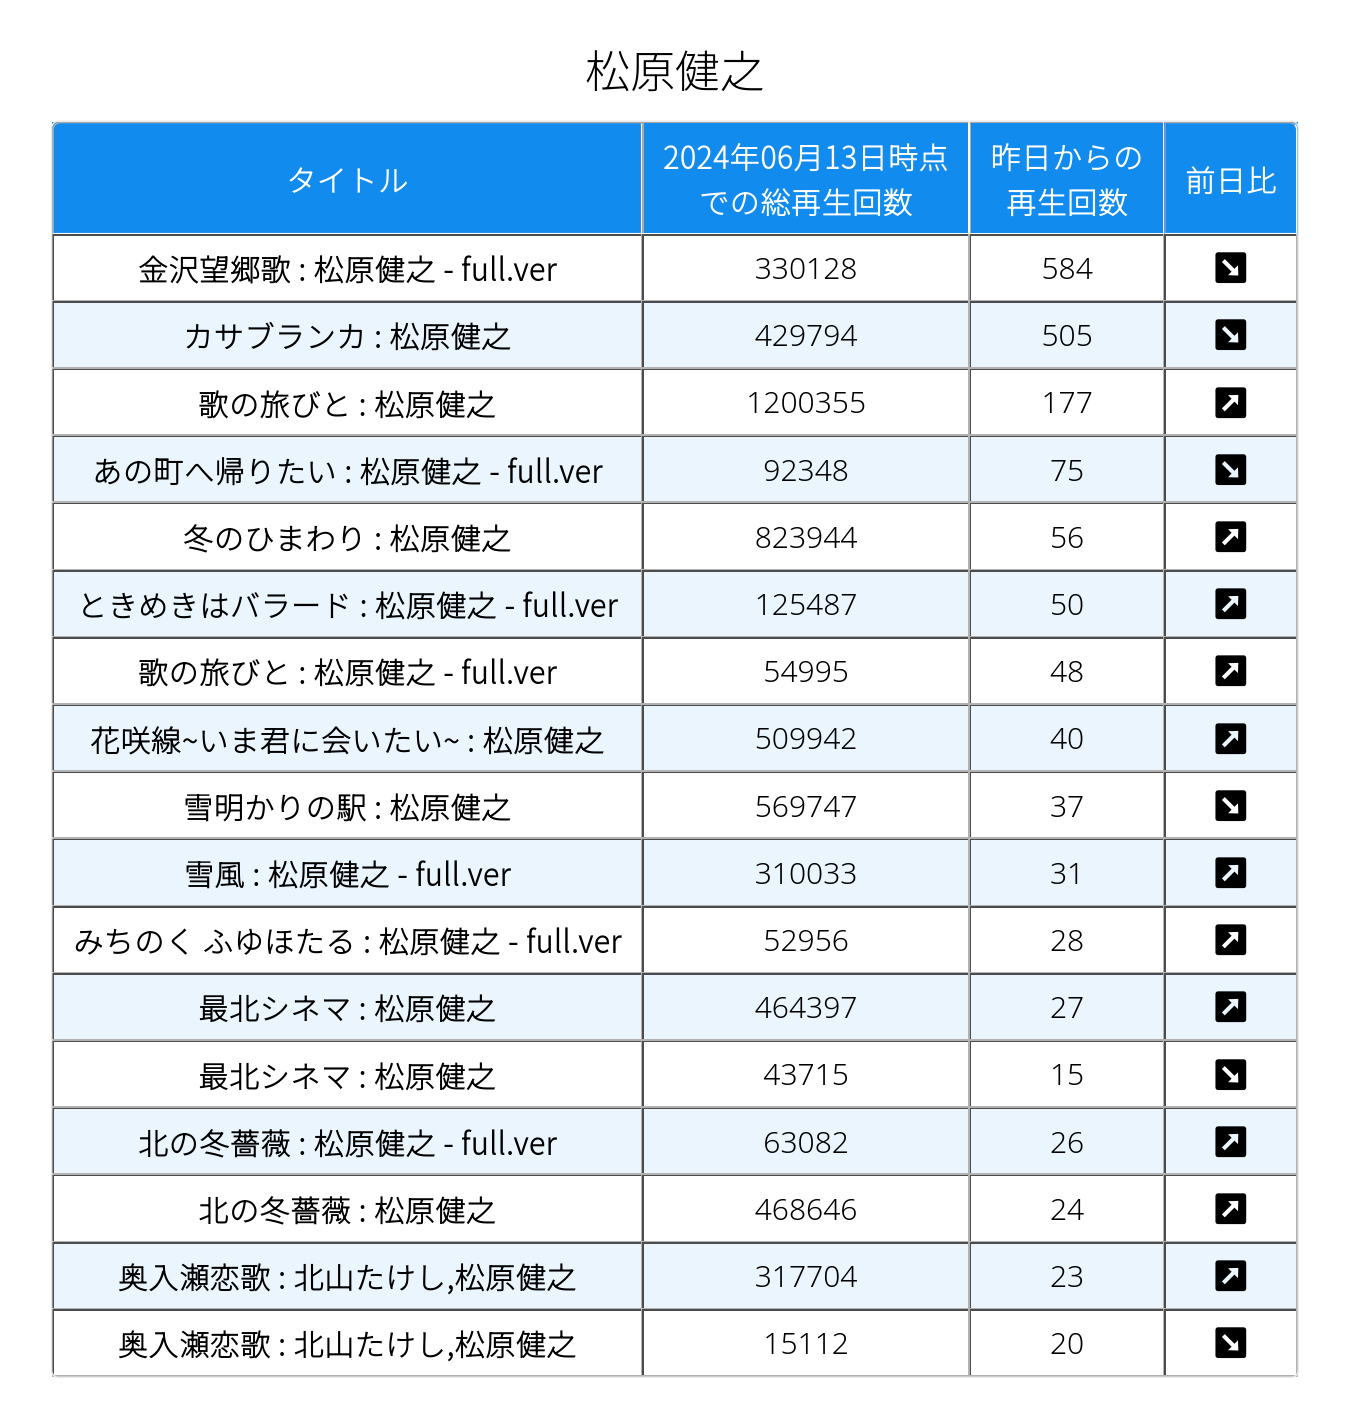 松原健之
タイトル 2024年06月13日時点 での総再生回数 昨日からの 再生回数 前日比
金沢望郷歌 : 松原健之 - full.ver 330128 584
カサブランカ : 松原健之 429794 505
歌の旅びと : 松原健之 1200355 177
あの町へ帰りたい : 松原健之 - full.ver 92348 75
冬のひまわり : 松原健之 823944 56
ときめきはバラード : 松原健之 - full.ver 125487 50
歌の旅びと : 松原健之 - full.ver 54995 48
花咲線~いま君に会いたい~ : 松原健之 509942 40
雪明かりの駅 : 松原健之 569747 37
雪風 : 松原健之 - full.ver 310033 31
みちのく ふゆほたる : 松原健之 - full.ver 52956 28
最北シネマ : 松原健之 464397 27
最北シネマ : 松原健之 43715 15
北の冬薔薇 : 松原健之 - full.ver 63082 26
北の冬薔薇 : 松原健之 468646 24
奥入瀬恋歌 : 北山たけし,松原健之 317704 23
奥入瀬恋歌 : 北山たけし,松原健之 15112 20